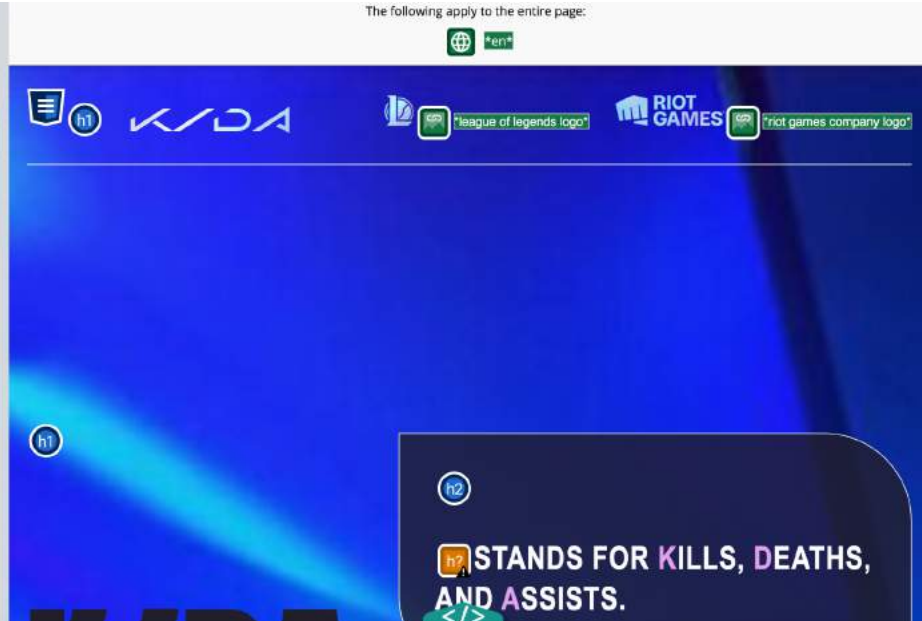 The following apply to the entire page:
*en*
h1
K/DA
*league of legends logo*
RIOT
GAMES
*riot games company logo*
h1
h2
h? STANDS FOR KILLS, DEATHS,
AND ASSISTS.
K/DA
</>